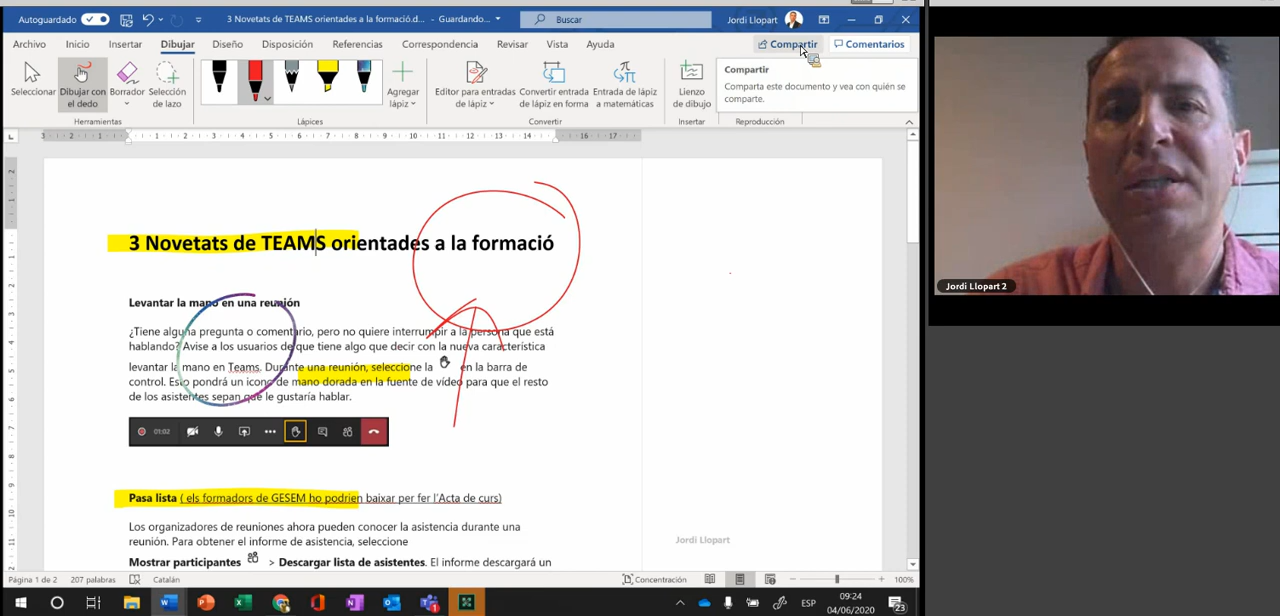 Autoguardado
3 Novetats de TEAMS orientades a la formació.d... - Guardando...
Buscar
Jordi Llopart
Archivo Inicio Insertar Dibujar Diseño Disposición Referencias Correspondencia Revisar Vista Ayuda
Compartir Comentarios
Seleccionar
Dibujar con el dedo
Borrador
Selección de lazo
Agregar lápiz
Editor para entradas de lápiz
Convertir entrada de lápiz en forma
Entrada de lápiz a matemáticas
Lienzo de dibujo
Compartir
Comparta este documento y vea con quién se
comparte.
Herramientas Lápices Convertir Insertar Reproducción
3 Novetats de TEAMS orientades a la formació
Levantar la mano en una reunión
¿Tiene alguna pregunta o comentario, pero no quiere interrumpir a la persona que está
hablando? Avise a los usuarios de que tiene algo que decir con la nueva característica
levantar la mano en Teams. Durante una reunión, seleccione la en la barra de
control. Esto pondrá un icono de mano dorada en la fuente de vídeo para que el resto
de los asistentes sepan que le gustaría hablar.
01:02
Pasa lista ( els formadors de GESEM ho podrien baixar per fer l'Acta de curs)
Los organizadores de reuniones ahora pueden conocer la asistencia durante una
reunión. Para obtener el informe de asistencia, seleccione
Mostrar participantes > Descargar lista de asistentes. El informe descargará un
Jordi Llopart
Jordi Llopart 2
Página 1 de 2 207 palabras Catalán
Concentración
100%
ESP
09:24
04/06/2020
23